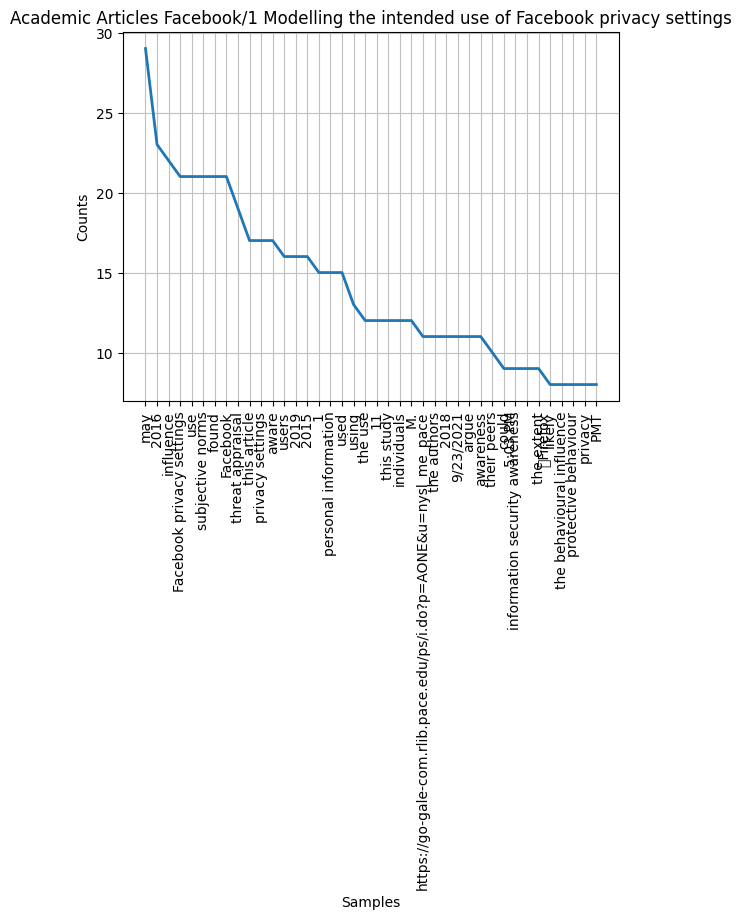 Academic Articles Facebook/1 Modelling the intended use of Facebook privacy settings
30
25
20
15
10
Counts
may
2016
influence
Facebook privacy settings
use
subjective norms
found
Facebook
threat appraisal
this article
privacy settings
aware
users
2019
2015
1
personal information
used
using
the use
11
this study
individuals
M.
https://go-gale-com.rlib.pace.edu/ps/i.do?p=AONE&u=nysl_me_pace
the authors
2018
9/23/2021
argue
awareness
their peers
could
information security awareness
the extent
likely
the behavioural influence
protective behaviour
privacy
PMT
Samples